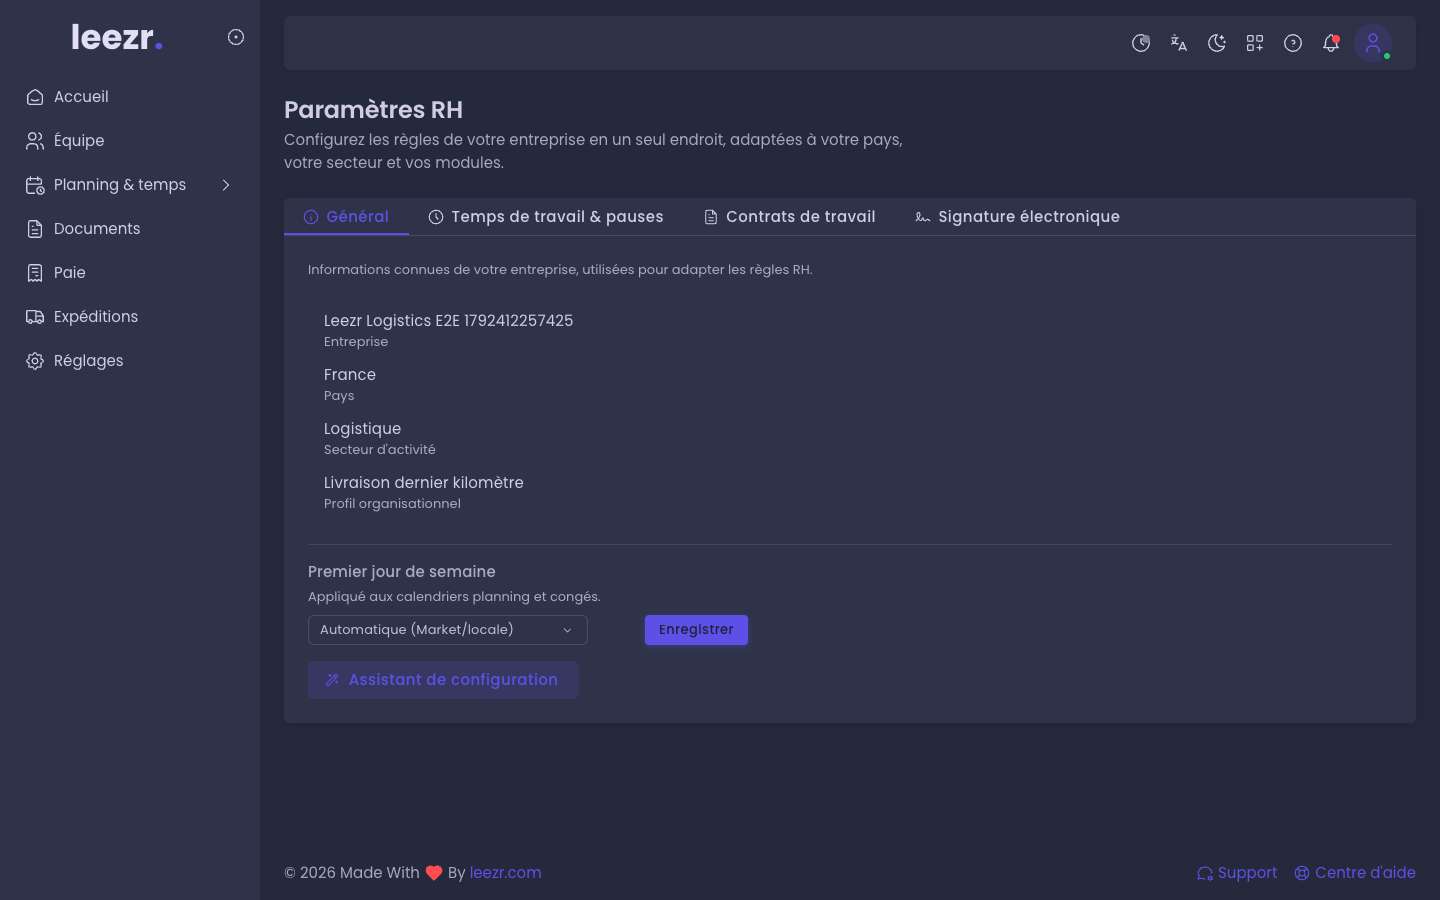 leezr.
Accueil
Équipe
Planning & temps
Documents
Paie
Expéditions
Réglages
Paramètres RH
Configurez les règles de votre entreprise en un seul endroit, adaptées à votre pays,
votre secteur et vos modules.
Général
Temps de travail & pauses
Contrats de travail
Signature électronique
Informations connues de votre entreprise, utilisées pour adapter les règles RH.
Leezr Logistics E2E 1792412257425
Entreprise
France
Pays
Logistique
Secteur d'activité
Livraison dernier kilomètre
Profil organisationnel
Premier jour de semaine
Appliqué aux calendriers planning et congés.
Automatique (Market/locale)
Enregistrer
Assistant de configuration
© 2026 Made With By leezr.com
Support
Centre d'aide